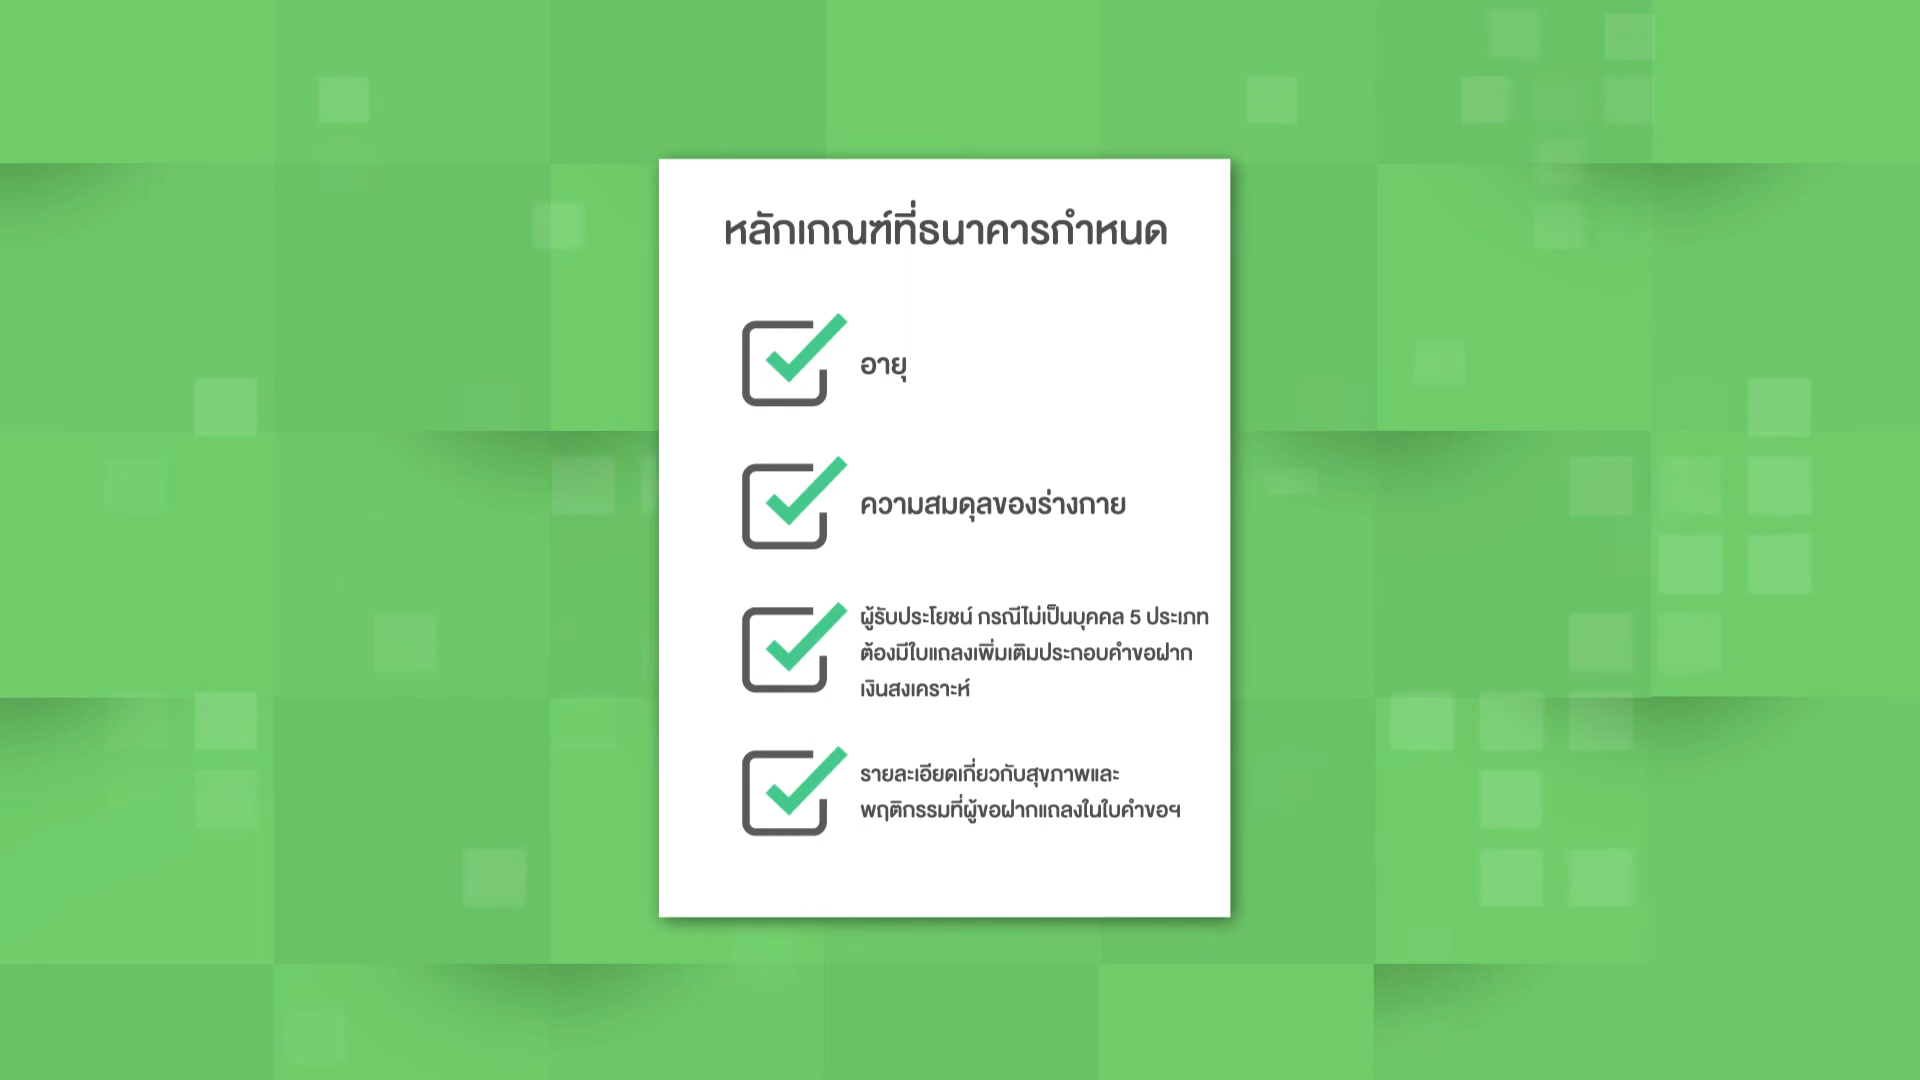 หลักเกณฑ์ที่ธนาคารกำหนด
อายุ
ความสมดุลของร่างกาย
ผู้รับประโยชน์ กรณีไม่เป็นบุคคล 5 ประเภท
ต้องมีใบแถลงเพิ่มเติมประกอบคำขอฝาก
เงินสงเคราะห์
รายละเอียดเกี่ยวกับสุขภาพและ
พฤติกรรมที่ผู้ขอฝากแถลงในใบคำขอฯ